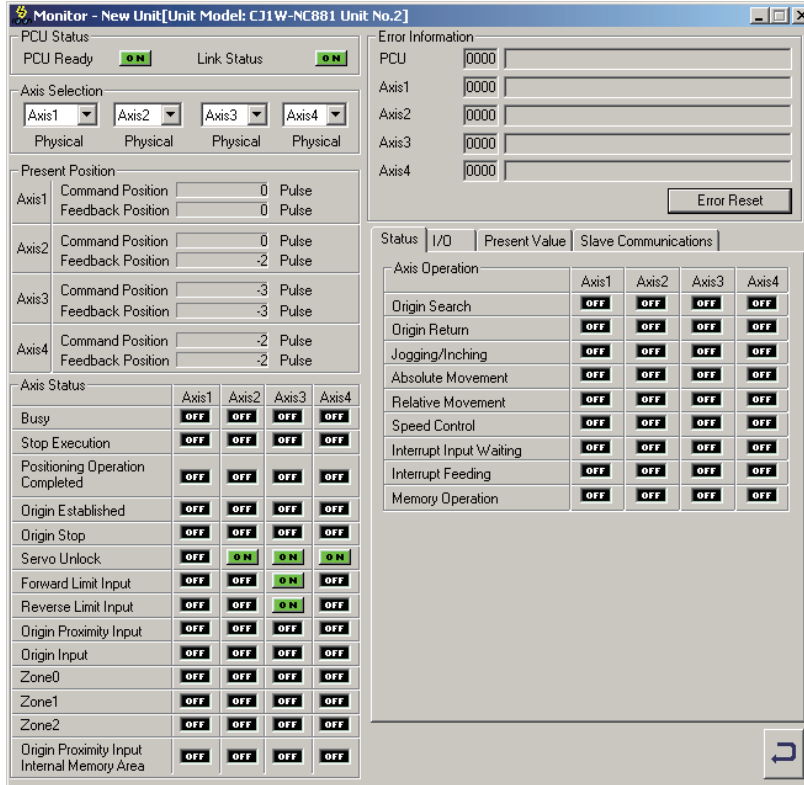 Monitor - New Unit[Unit Model: CJ1W-NC881 Unit No.2]
PCU Status
PCU Ready ON Link Status ON
Axis Selection
Axis1 Axis2 Axis3 Axis4
Physical Physical Physical Physical
Present Position
Axis1
Command Position 0 Pulse
Feedback Position 0 Pulse
Axis2
Command Position 0 Pulse
Feedback Position -2 Pulse
Axis3
Command Position -3 Pulse
Feedback Position -3 Pulse
Axis4
Command Position -2 Pulse
Feedback Position -2 Pulse
Axis Status
Axis1 Axis2 Axis3 Axis4
Busy OFF OFF OFF OFF
Stop Execution OFF OFF OFF OFF
Positioning Operation
Completed OFF OFF OFF OFF
Origin Established OFF OFF OFF OFF
Origin Stop OFF OFF OFF OFF
Servo Unlock OFF ON ON ON
Forward Limit Input OFF OFF ON OFF
Reverse Limit Input OFF OFF ON OFF
Origin Proximity Input OFF OFF OFF OFF
Origin Input OFF OFF OFF OFF
Zone0 OFF OFF OFF OFF
Zone1 OFF OFF OFF OFF
Zone2 OFF OFF OFF OFF
Origin Proximity Input
Internal Memory Area OFF OFF OFF OFF
Error Information
PCU 0000
Axis1 0000
Axis2 0000
Axis3 0000
Axis4 0000
Error Reset
Status I/O Present Value Slave Communications
Axis Operation
Axis1 Axis2 Axis3 Axis4
Origin Search OFF OFF OFF OFF
Origin Return OFF OFF OFF OFF
Jogging/Inching OFF OFF OFF OFF
Absolute Movement OFF OFF OFF OFF
Relative Movement OFF OFF OFF OFF
Speed Control OFF OFF OFF OFF
Interrupt Input Waiting OFF OFF OFF OFF
Interrupt Feeding OFF OFF OFF OFF
Memory Operation OFF OFF OFF OFF